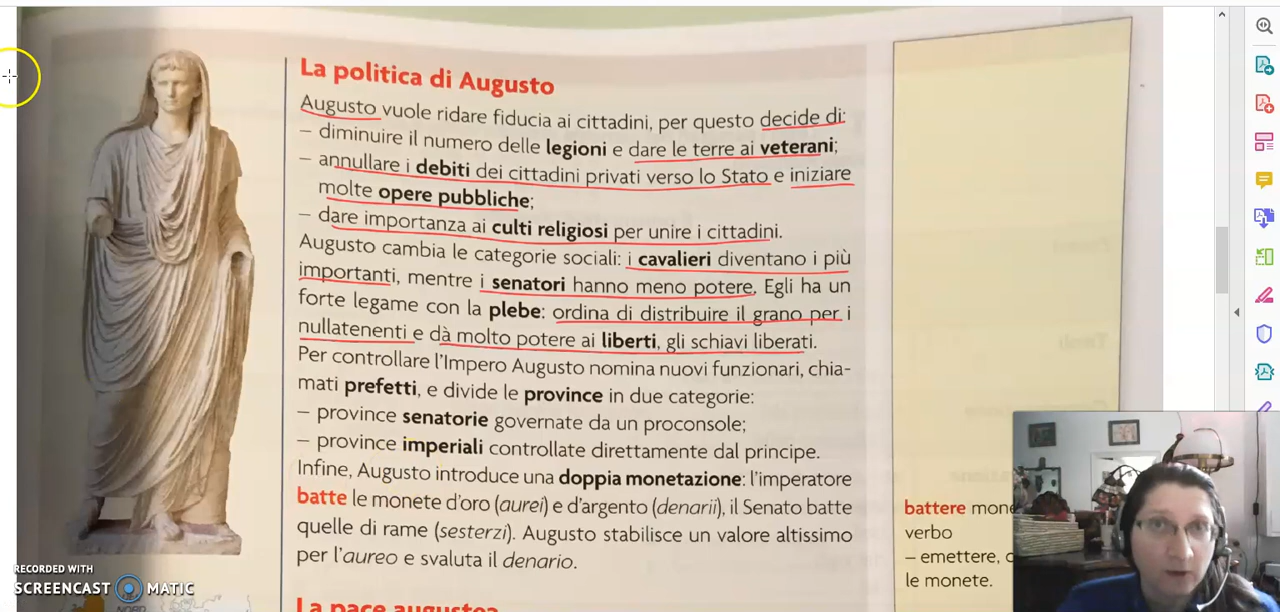 La politica di Augusto
Augusto vuole ridare fiducia ai cittadini, per questo decide di:
– diminuire il numero delle legioni e dare le terre ai veterani;
– annullare i debiti dei cittadini privati verso lo Stato e iniziare
molte opere pubbliche;
– dare importanza ai culti religiosi per unire i cittadini.
Augusto cambia le categorie sociali: i cavalieri diventano i più
importanti, mentre i senatori hanno meno potere. Egli ha un
forte legame con la plebe: ordina di distribuire il grano per i
nullatenenti e dà molto potere ai liberti, gli schiavi liberati.
Per controllare l'Impero Augusto nomina nuovi funzionari, chia-
mati prefetti, e divide le province in due categorie:
– province senatorie governate da un proconsole;
– province imperiali controllate direttamente dal principe.
Infine, Augusto introduce una doppia monetazione: l'imperatore
batte le monete d'oro (aurei) e d'argento (denarii), il Senato batte
quelle di rame (sesterzi). Augusto stabilisce un valore altissimo
per l'aureo e svaluta il denario.
La pace augustea
battere mone
verbo
– emettere, c
le monete.
RECORDED WITH
SCREENCAST MATIC
NORD